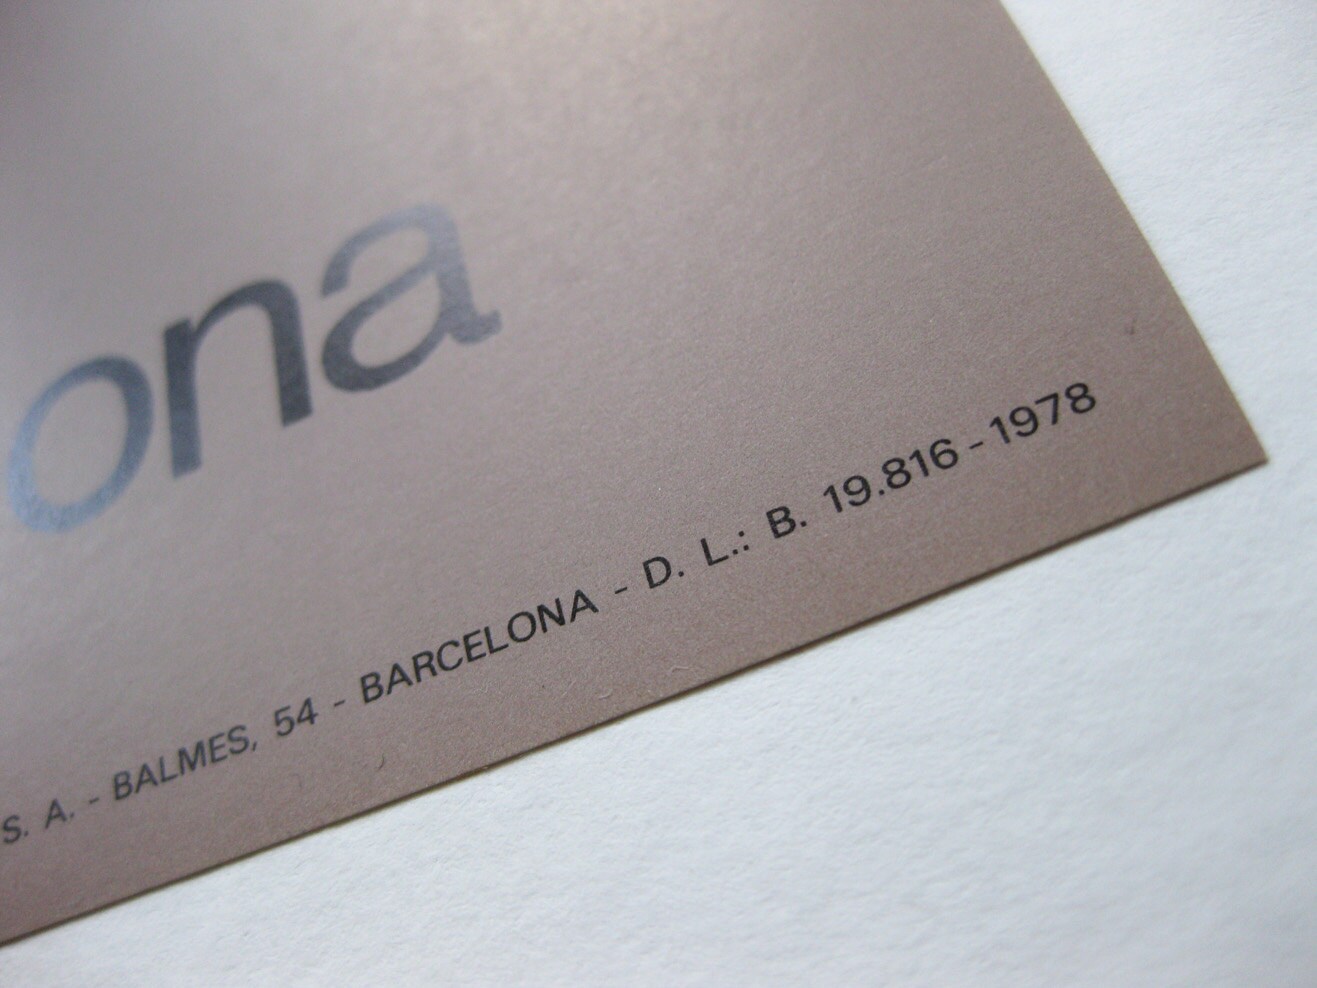 ona
S. A. - BALMES, 54 - BARCELONA - D. L.: B. 19.816 - 1978